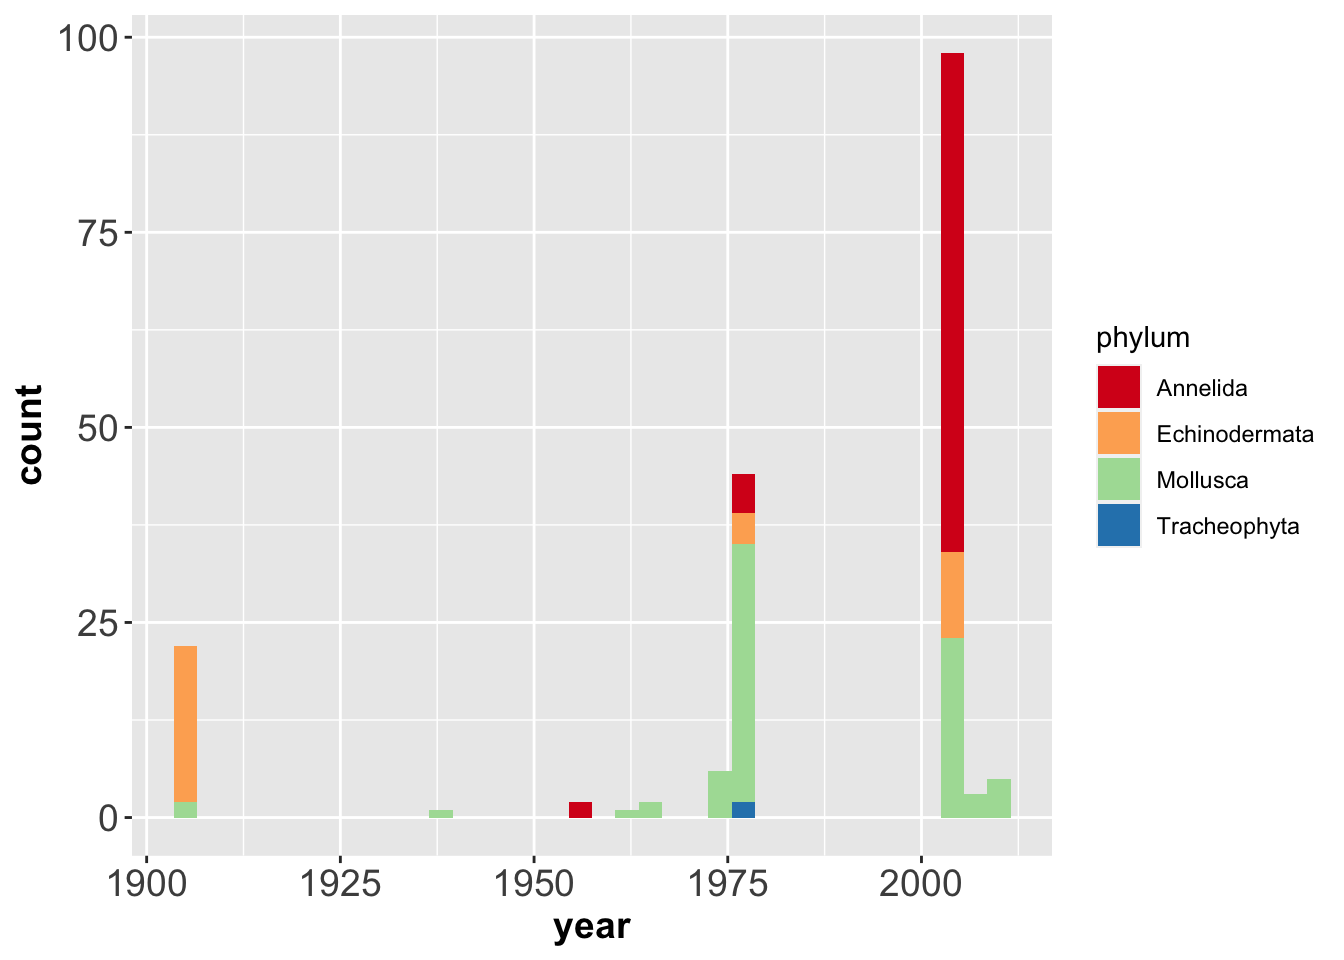 100
75
50
25
0
count
1900 1925 1950 1975 2000
year
phylum
Annelida
Echinodermata
Mollusca
Tracheophyta